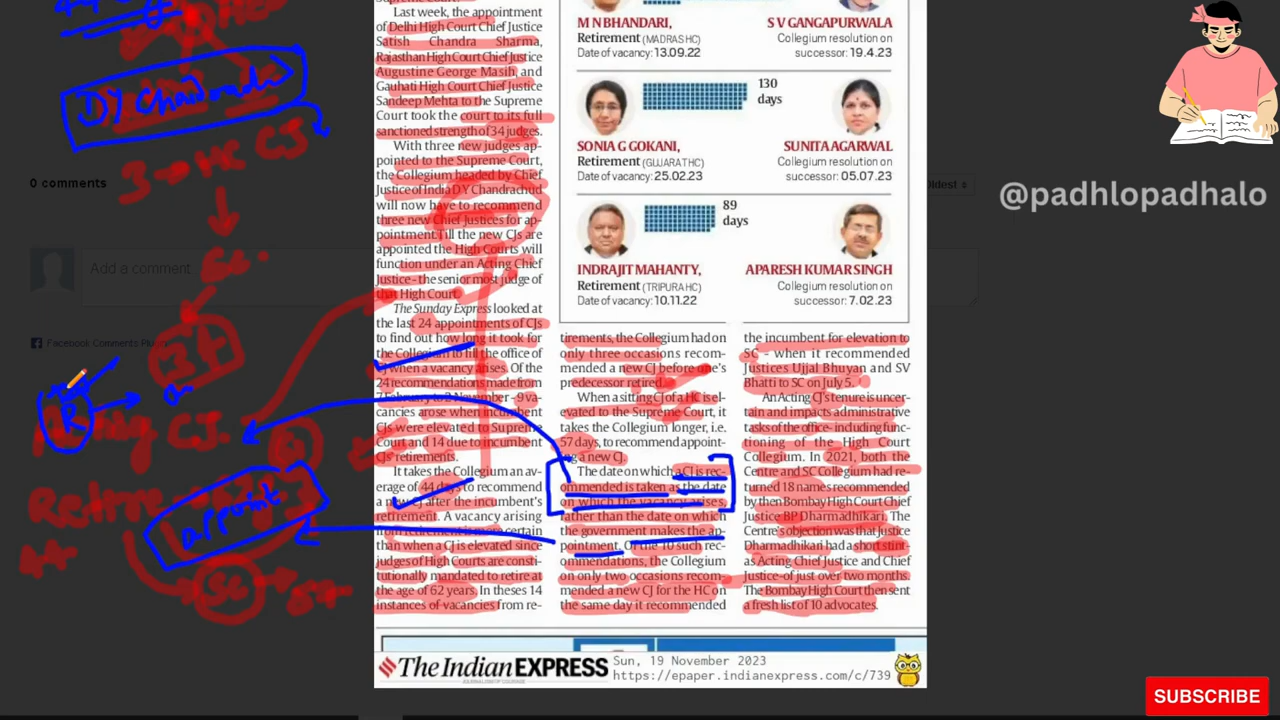 DY Chandrachud
0 comments
Oldest
@padhlopadhalo
Add a comment
Facebook Comments Plugin
R
appoint
Last week, the appointment
of Delhi High Court Chief Justice
Satish Chandra Sharma,
Rajasthan High Court Chief Justice
Augustine George Masih, and
Gauhati High Court Chief Justice
Sandeep Mehta to the Supreme
Court took the court to its full
sanctioned strength of 34 judges.
With three new judges ap-
pointed to the Supreme Court,
the Collegium headed by Chief
Justice of India D Y Chandrachud
will now have to recommend
three new Chief Justices for ap-
pointment. Till the new CJs are
appointed the High Courts will
function under an Acting Chief
Justice - the senior most judge of
that High Court.
The Sunday Express looked at
the last 24 appointments of CJs
to find out how long it took for
the Collegium to fill the office of
CJ when a vacancy arises. Of the
24 recommendations made from
7 February to 2 November - 9 va-
cancies arose when incumbent
CJs were elevated to Supreme
Court and 14 due to incumbent
CJs' retirements.
It takes the Collegium an av-
erage of 44 days to recommend
a new CJ after the incumbent's
retirement. A vacancy arising
from retirement is more certain
than when a CJ is elevated since
judges of High Courts are consti-
tutionally mandated to retire at
the age of 62 years. In theses 14
instances of vacancies from re-
M N BHANDARI,
Retirement (MADRAS HC)
Date of vacancy: 13.09.22
S V GANGAPURWALA
Collegium resolution on
successor: 19.4.23
130
days
SONIA G GOKANI,
Retirement (GUJARAT HC)
Date of vacancy: 25.02.23
SUNITA AGARWAL
Collegium resolution on
successor: 05.07.23
89
days
INDRAJIT MAHANTY,
Retirement (TRIPURA HC)
Date of vacancy: 10.11.22
APARESH KUMAR SINGH
Collegium resolution on
successor: 7.02.23
tirements, the Collegium had on
only three occasions recom-
mended a new CJ before one's
predecessor retired.
When a sitting CJ of a HC is el-
evated to the Supreme Court, it
takes the Collegium longer, i.e.
57 days, to recommend appoint-
ing a new CJ.
The date on which a CJ is rec-
ommended is taken as the date
on which the vacancy arises,
rather than the date on which
the government makes the ap-
pointment. Of the 10 such rec-
ommendations, the Collegium
on only two occasions recom-
mended a new CJ for the HC on
the same day it recommended
the incumbent for elevation to
SC - when it recommended
Justices Ujjal Bhuyan and SV
Bhatti to SC on July 5.
An Acting CJ's tenure is uncer-
tain and impacts administrative
tasks of the office- including func-
tioning of the High Court
Collegium. In 2021, both the
Centre and SC Collegium had re-
turned 18 names recommended
by then Bombay High Court Chief
Justice BP Dharmadhikari. The
Centre's objection was that Justice
Dharmadhikari had a short stint-
as Acting Chief Justice and Chief
Justice-of just over two months.
The Bombay High Court then sent
a fresh list of 10 advocates.
The Indian EXPRESS
Sun, 19 November 2023
https://epaper.indianexpress.com/c/739
SUBSCRIBE